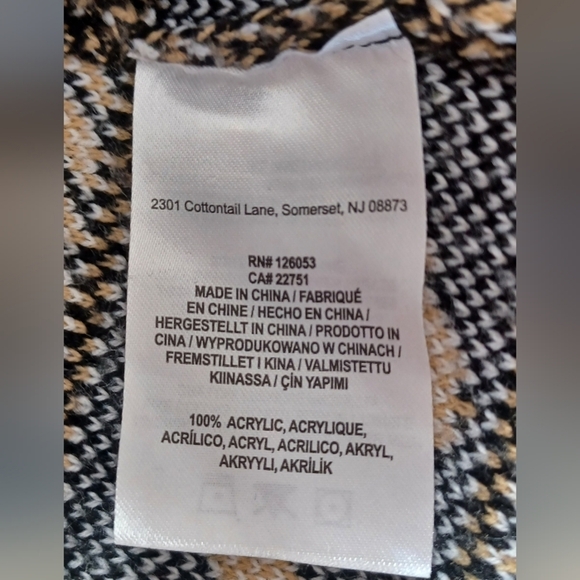 2301 Cottontail Lane, Somerset, NJ 08873
RN# 126053
CA# 22751
MADE IN CHINA / FABRIQUÉ
EN CHINE / HECHO EN CHINA /
HERGESTELLT IN CHINA / PRODOTTO IN
CINA / WYPRODUKOWANO W CHINACH /
FREMSTILLET I KINA / VALMISTETTU
KIINASSA / ÇİN YAPIMI
100% ACRYLIC, ACRYLIQUE,
ACRÍLICO, ACRYL, ACRILICO, AKRYL,
AKRYYLI, AKRİLİK